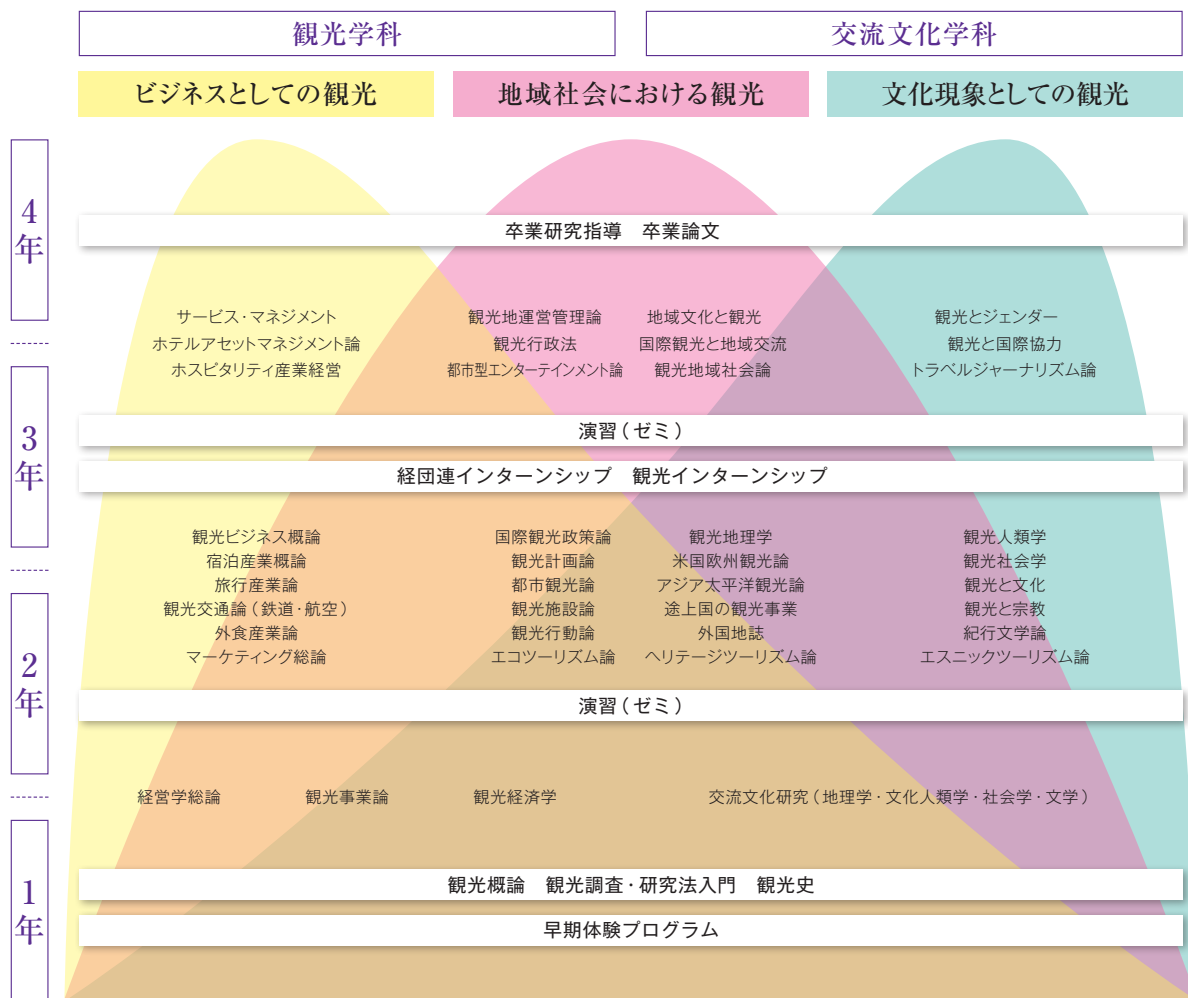 観光学科
交流文化学科
ビジネスとしての観光
地域社会における観光
文化現象としての観光
4
年
卒業研究指導　卒業論文
サービス・マネジメント
ホテルアセットマネジメント論
ホスピタリティ産業経営
観光地運営管理論
観光行政法
都市型エンターテインメント論
地域文化と観光
国際観光と地域交流
観光地域社会論
観光とジェンダー
観光と国際協力
トラベルジャーナリズム論
3
年
演習（ゼミ）
経団連インターンシップ　観光インターンシップ
観光ビジネス概論
宿泊産業概論
旅行産業論
観光交通論（鉄道・航空）
外食産業論
マーケティング総論
国際観光政策論
観光計画論
都市観光論
観光施設論
観光行動論
エコツーリズム論
観光地理学
米国欧州観光論
アジア太平洋観光論
途上国の観光事業
外国地誌
ヘリテージツーリズム論
観光人類学
観光社会学
観光と文化
観光と宗教
紀行文学論
エスニックツーリズム論
2
年
演習（ゼミ）
経営学総論
観光事業論
観光経済学
交流文化研究（地理学・文化人類学・社会学・文学）
1
年
観光概論　観光調査・研究法入門　観光史
早期体験プログラム